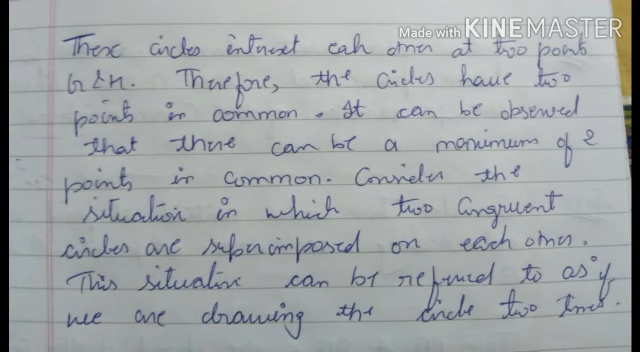 Made with KINEMASTER
These circles intersect each other at two point
G & H. Therefore, the circles have two
points in common. It can be observed
that there can be a maximum of 2
points in common. Consider the
situation in which two congruent
circles are superimposed on each other.
This situation can be referred to as if
we are drawing the circle two times.